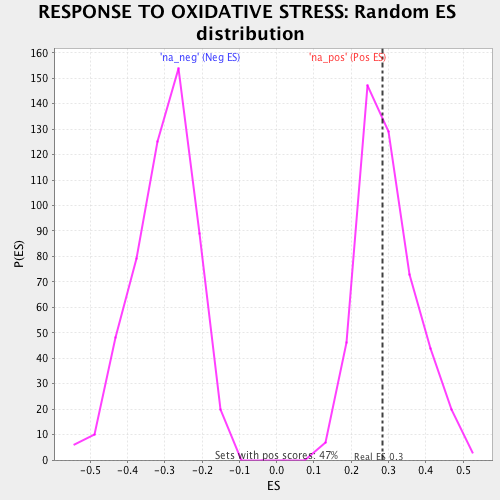 RESPONSE TO OXIDATIVE STRESS: Random ES
distribution
'na_neg' (Neg ES)
'na_pos' (Pos ES)
160
150
140
130
120
110
100
90
80
70
60
50
40
30
20
10
0
P(ES)
Sets with pos scores: 47%
Real ES 0.3
-0.5 -0.4 -0.3 -0.2 -0.1 0.0 0.1 0.2 0.3 0.4 0.5
ES